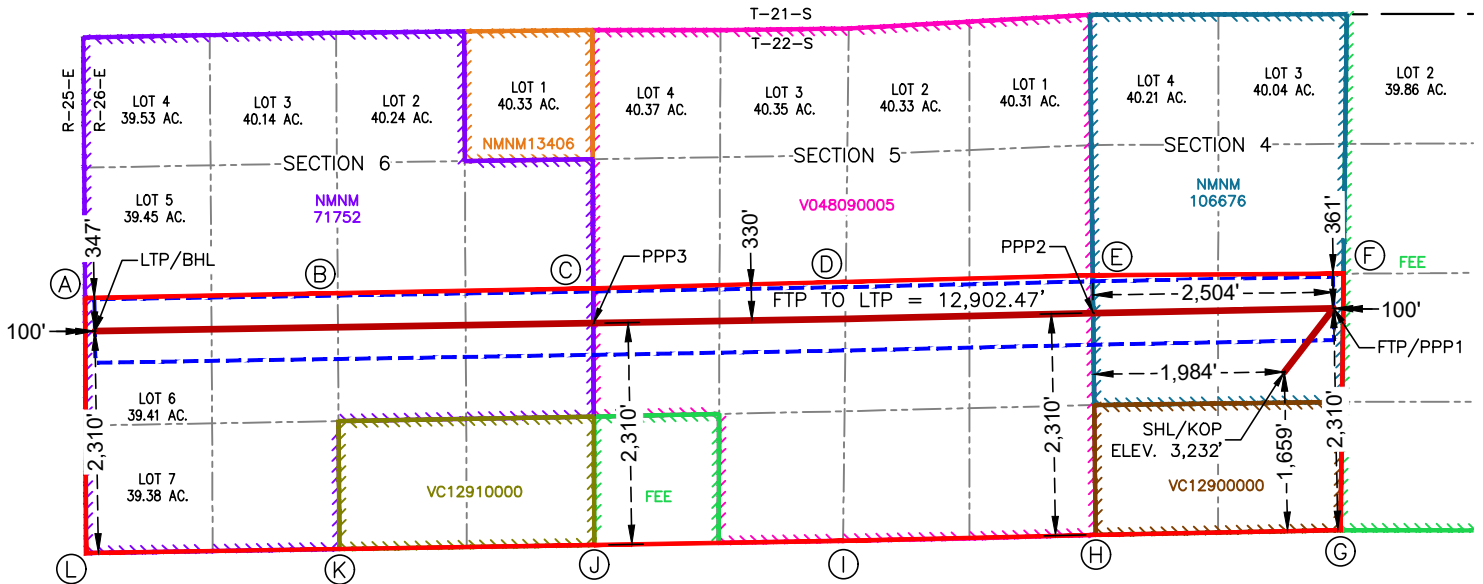 T-21-S
T-22-S
R-25-E
R-26-E
LOT 4
39.53 AC.
LOT 3
40.14 AC.
LOT 2
40.24 AC.
LOT 1
40.33 AC.
NMNM13406
LOT 4
40.37 AC.
LOT 3
40.35 AC.
LOT 2
40.33 AC.
LOT 1
40.31 AC.
LOT 4
40.21 AC.
LOT 3
40.04 AC.
LOT 2
39.86 AC.
SECTION 6
SECTION 5
SECTION 4
LOT 5
39.45 AC.
NMNM
71752
V048090005
NMNM
106676
347'
LTP/BHL
PPP3
330'
PPP2
361'
FEE
A
B
C
D
E
F
FTP TO LTP = 12,902.47'
2,504'
100'
100'
FTP/PPP1
1,984'
LOT 6
39.41 AC.
2,310'
2,310'
2,310'
SHL/KOP
ELEV. 3,232'
1,659'
2,310'
LOT 7
39.38 AC.
VC12910000
FEE
VC12900000
L
K
J
I
H
G